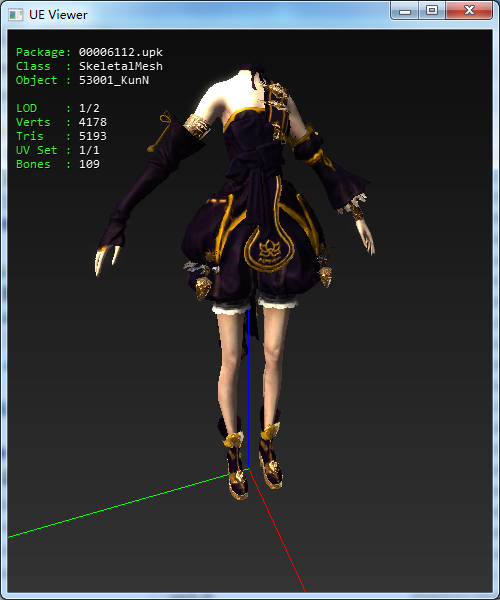 UE Viewer
Package: 00006112.upk
Class  : SkeletalMesh
Object : 53001_KunN
LOD    : 1/2
Verts  : 4178
Tris   : 5193
UV Set : 1/1
Bones  : 109